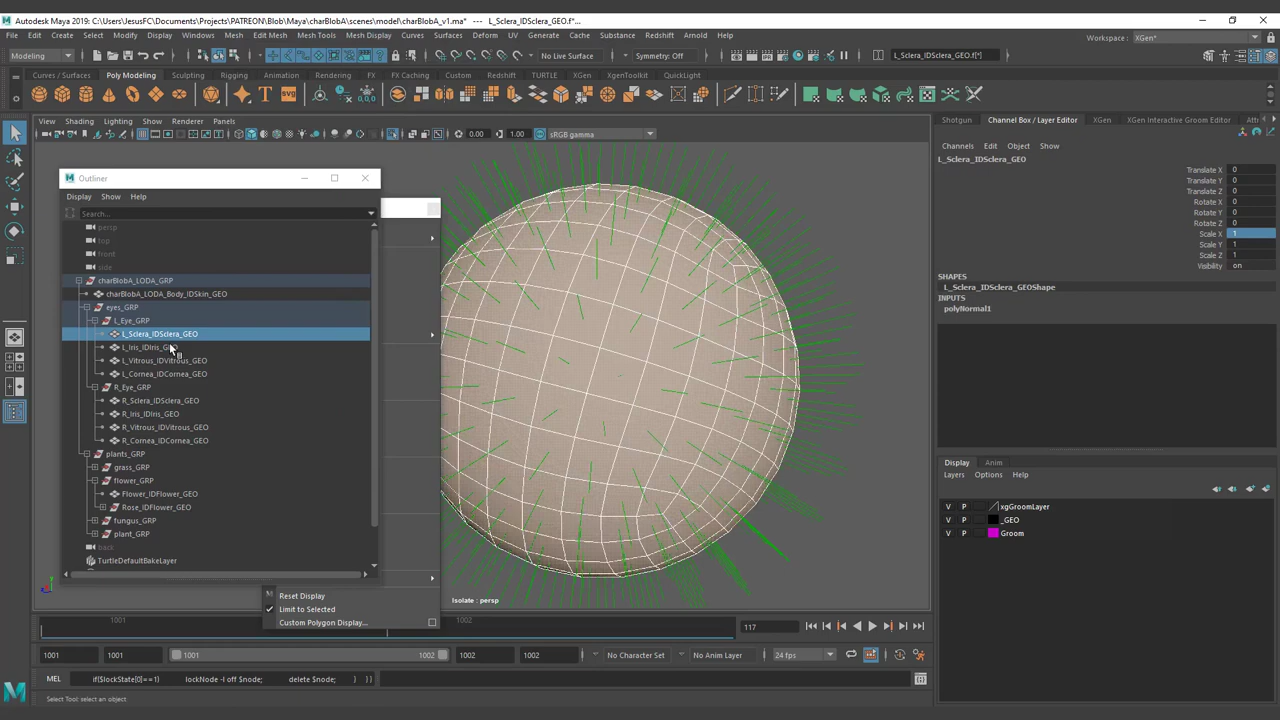 Autodesk Maya 2019: C:\Users\JesusFC\Documents\Projects\PATREON\Blob\Maya\charBlobA\scenes\model\charBlobA_v1.ma* --- L_Sclera_IDSclera_GEO.f*...
File Edit Create Select Modify Display Windows Mesh Edit Mesh Mesh Tools Mesh Display Curves Surfaces Deform UV Generate Cache Substance Redshift Arnold Help
Workspace : XGen*
Modeling No Live Surface Symmetry: Off L_Sclera_IDSclera_GEO.f[*]
Curves / Surfaces Poly Modeling Sculpting Rigging Animation Rendering FX FX Caching Custom Redshift TURTLE XGen XgenToolkit QuickLight
View Shading Lighting Show Renderer Panels
Shotgun Channel Box / Layer Editor XGen XGen Interactive Groom Editor
0.00 1.00 sRGB gamma
Channels Edit Object Show
L_Sclera_IDSclera_GEO
Translate X 0
Translate Y 0
Translate Z 0
Rotate X 0
Rotate Y 0
Rotate Z 0
Scale X 1
Scale Y 1
Scale Z 1
Visibility on
SHAPES
L_Sclera_IDSclera_GEOShape
INPUTS
polyNormal1
Outliner
Display Show Help
Search...
persp
top
front
side
charBlobA_LODA_GRP
charBlobA_LODA_Body_IDSkin_GEO
eyes_GRP
L_Eye_GRP
L_Sclera_IDSclera_GEO
L_Iris_IDIris_GEO
L_Vitrous_IDVitrous_GEO
L_Cornea_IDCornea_GEO
R_Eye_GRP
R_Sclera_IDSclera_GEO
R_Iris_IDIris_GEO
R_Vitrous_IDVitrous_GEO
R_Cornea_IDCornea_GEO
plants_GRP
grass_GRP
flower_GRP
Flower_IDFlower_GEO
Rose_IDFlower_GEO
fungus_GRP
plant_GRP
back
TurtleDefaultBakeLayer
Reset Display
Limit to Selected
Custom Polygon Display...
Isolate : persp
Display Anim
Layers Options Help
V P xgGroomLayer
V P _GEO
V P Groom
1001 1002 117
1001 1001 1001 1002 1002 1002 No Character Set No Anim Layer 24 fps
MEL if($lockState[0]==1) lockNode -l off $node; delete $node; } }
Select Tool: select an object